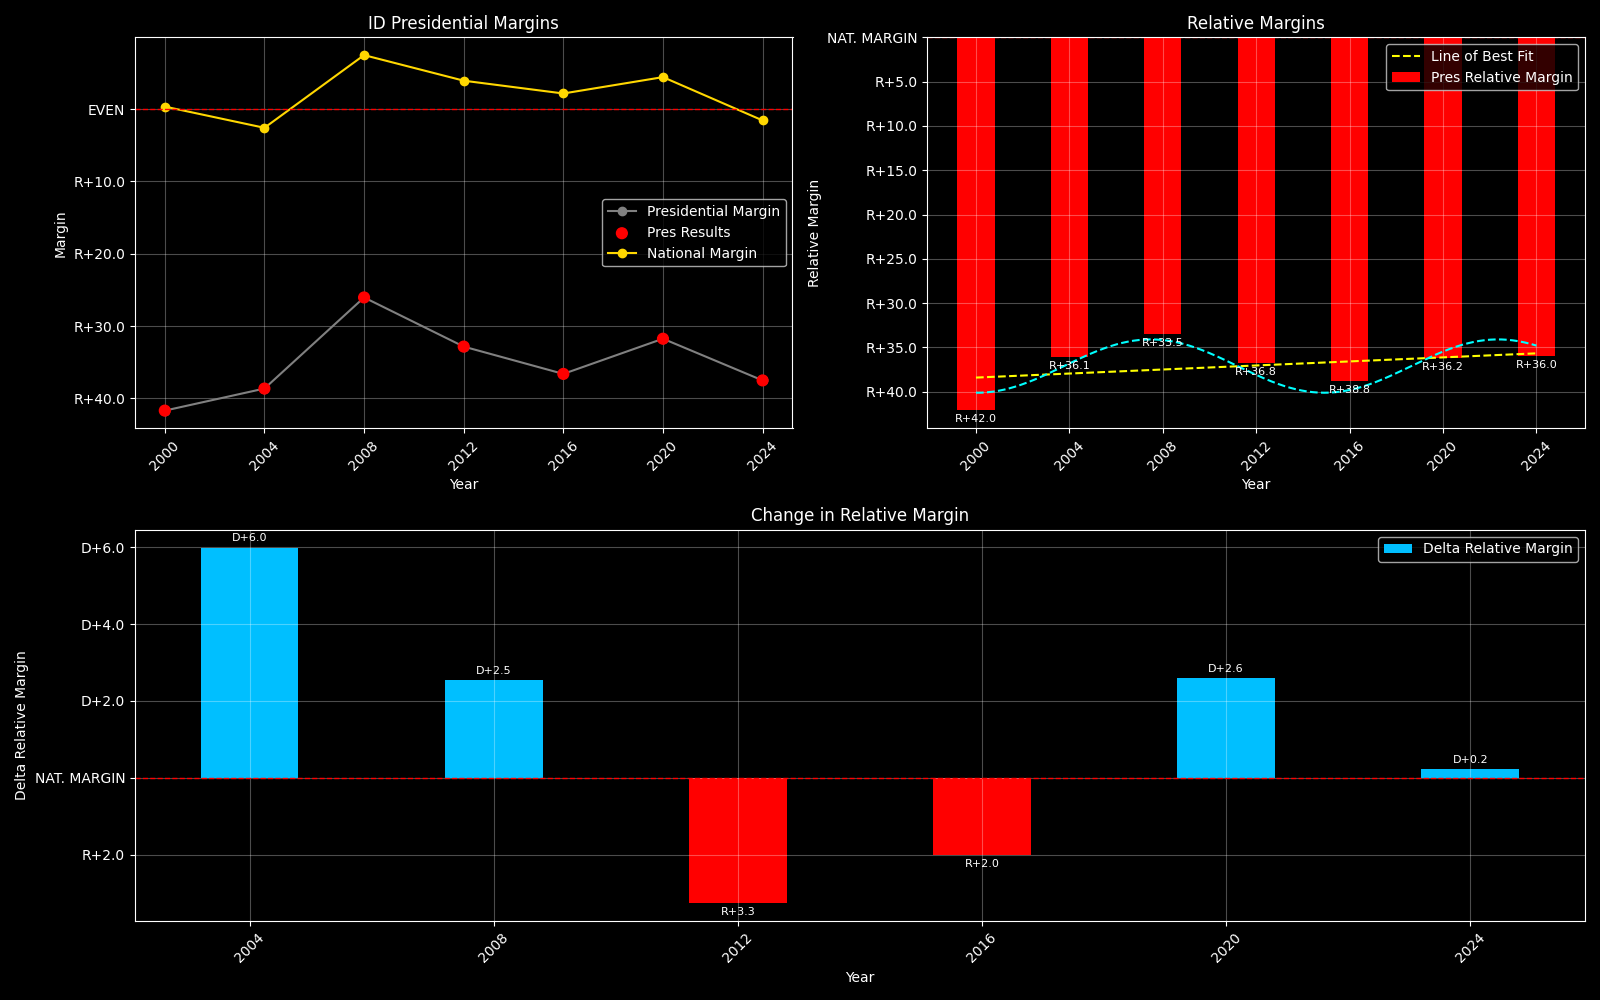 ID Presidential Margins
Margin
EVEN
R+10.0
R+20.0
R+30.0
R+40.0
Presidential Margin
Pres Results
National Margin
2000
2004
2008
2012
2016
2020
2024
Year
Relative Margins
Relative Margin
NAT. MARGIN
R+5.0
R+10.0
R+15.0
R+20.0
R+25.0
R+30.0
R+35.0
R+40.0
Line of Best Fit
Pres Relative Margin
R+42.0
R+36.1
R+33.5
R+36.8
R+38.8
R+36.2
R+36.0
2000
2004
2008
2012
2016
2020
2024
Year
Change in Relative Margin
Delta Relative Margin
D+6.0
D+4.0
D+2.0
NAT. MARGIN
R+2.0
Delta Relative Margin
D+6.0
D+2.5
R+3.3
R+2.0
D+2.6
D+0.2
2004
2008
2012
2016
2020
2024
Year